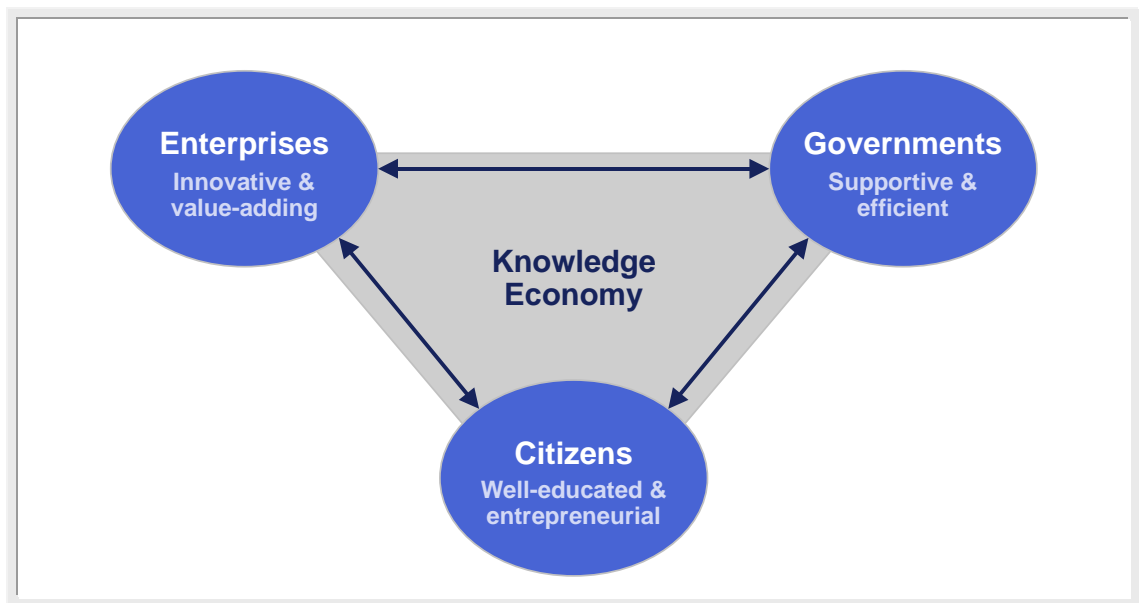 Enterprises
Innovative &
value-adding
Governments
Supportive &
efficient
Knowledge
Economy
Citizens
Well-educated &
entrepreneurial